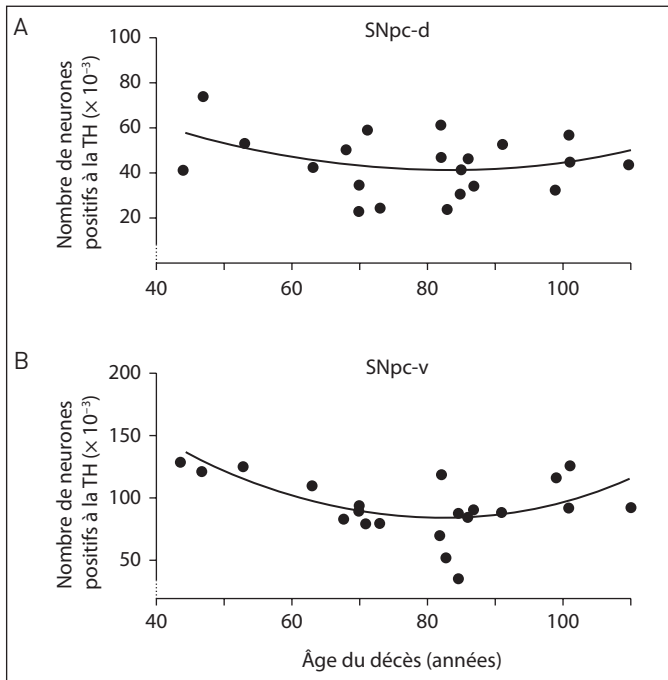 A
SNpc-d
Nombre de neurones
positifs à la TH (× 10⁻³)
100
80
60
40
20
40
60
80
100
B
SNpc-v
Nombre de neurones
positifs à la TH (× 10⁻³)
200
150
100
50
40
60
80
100
Âge du décès (années)